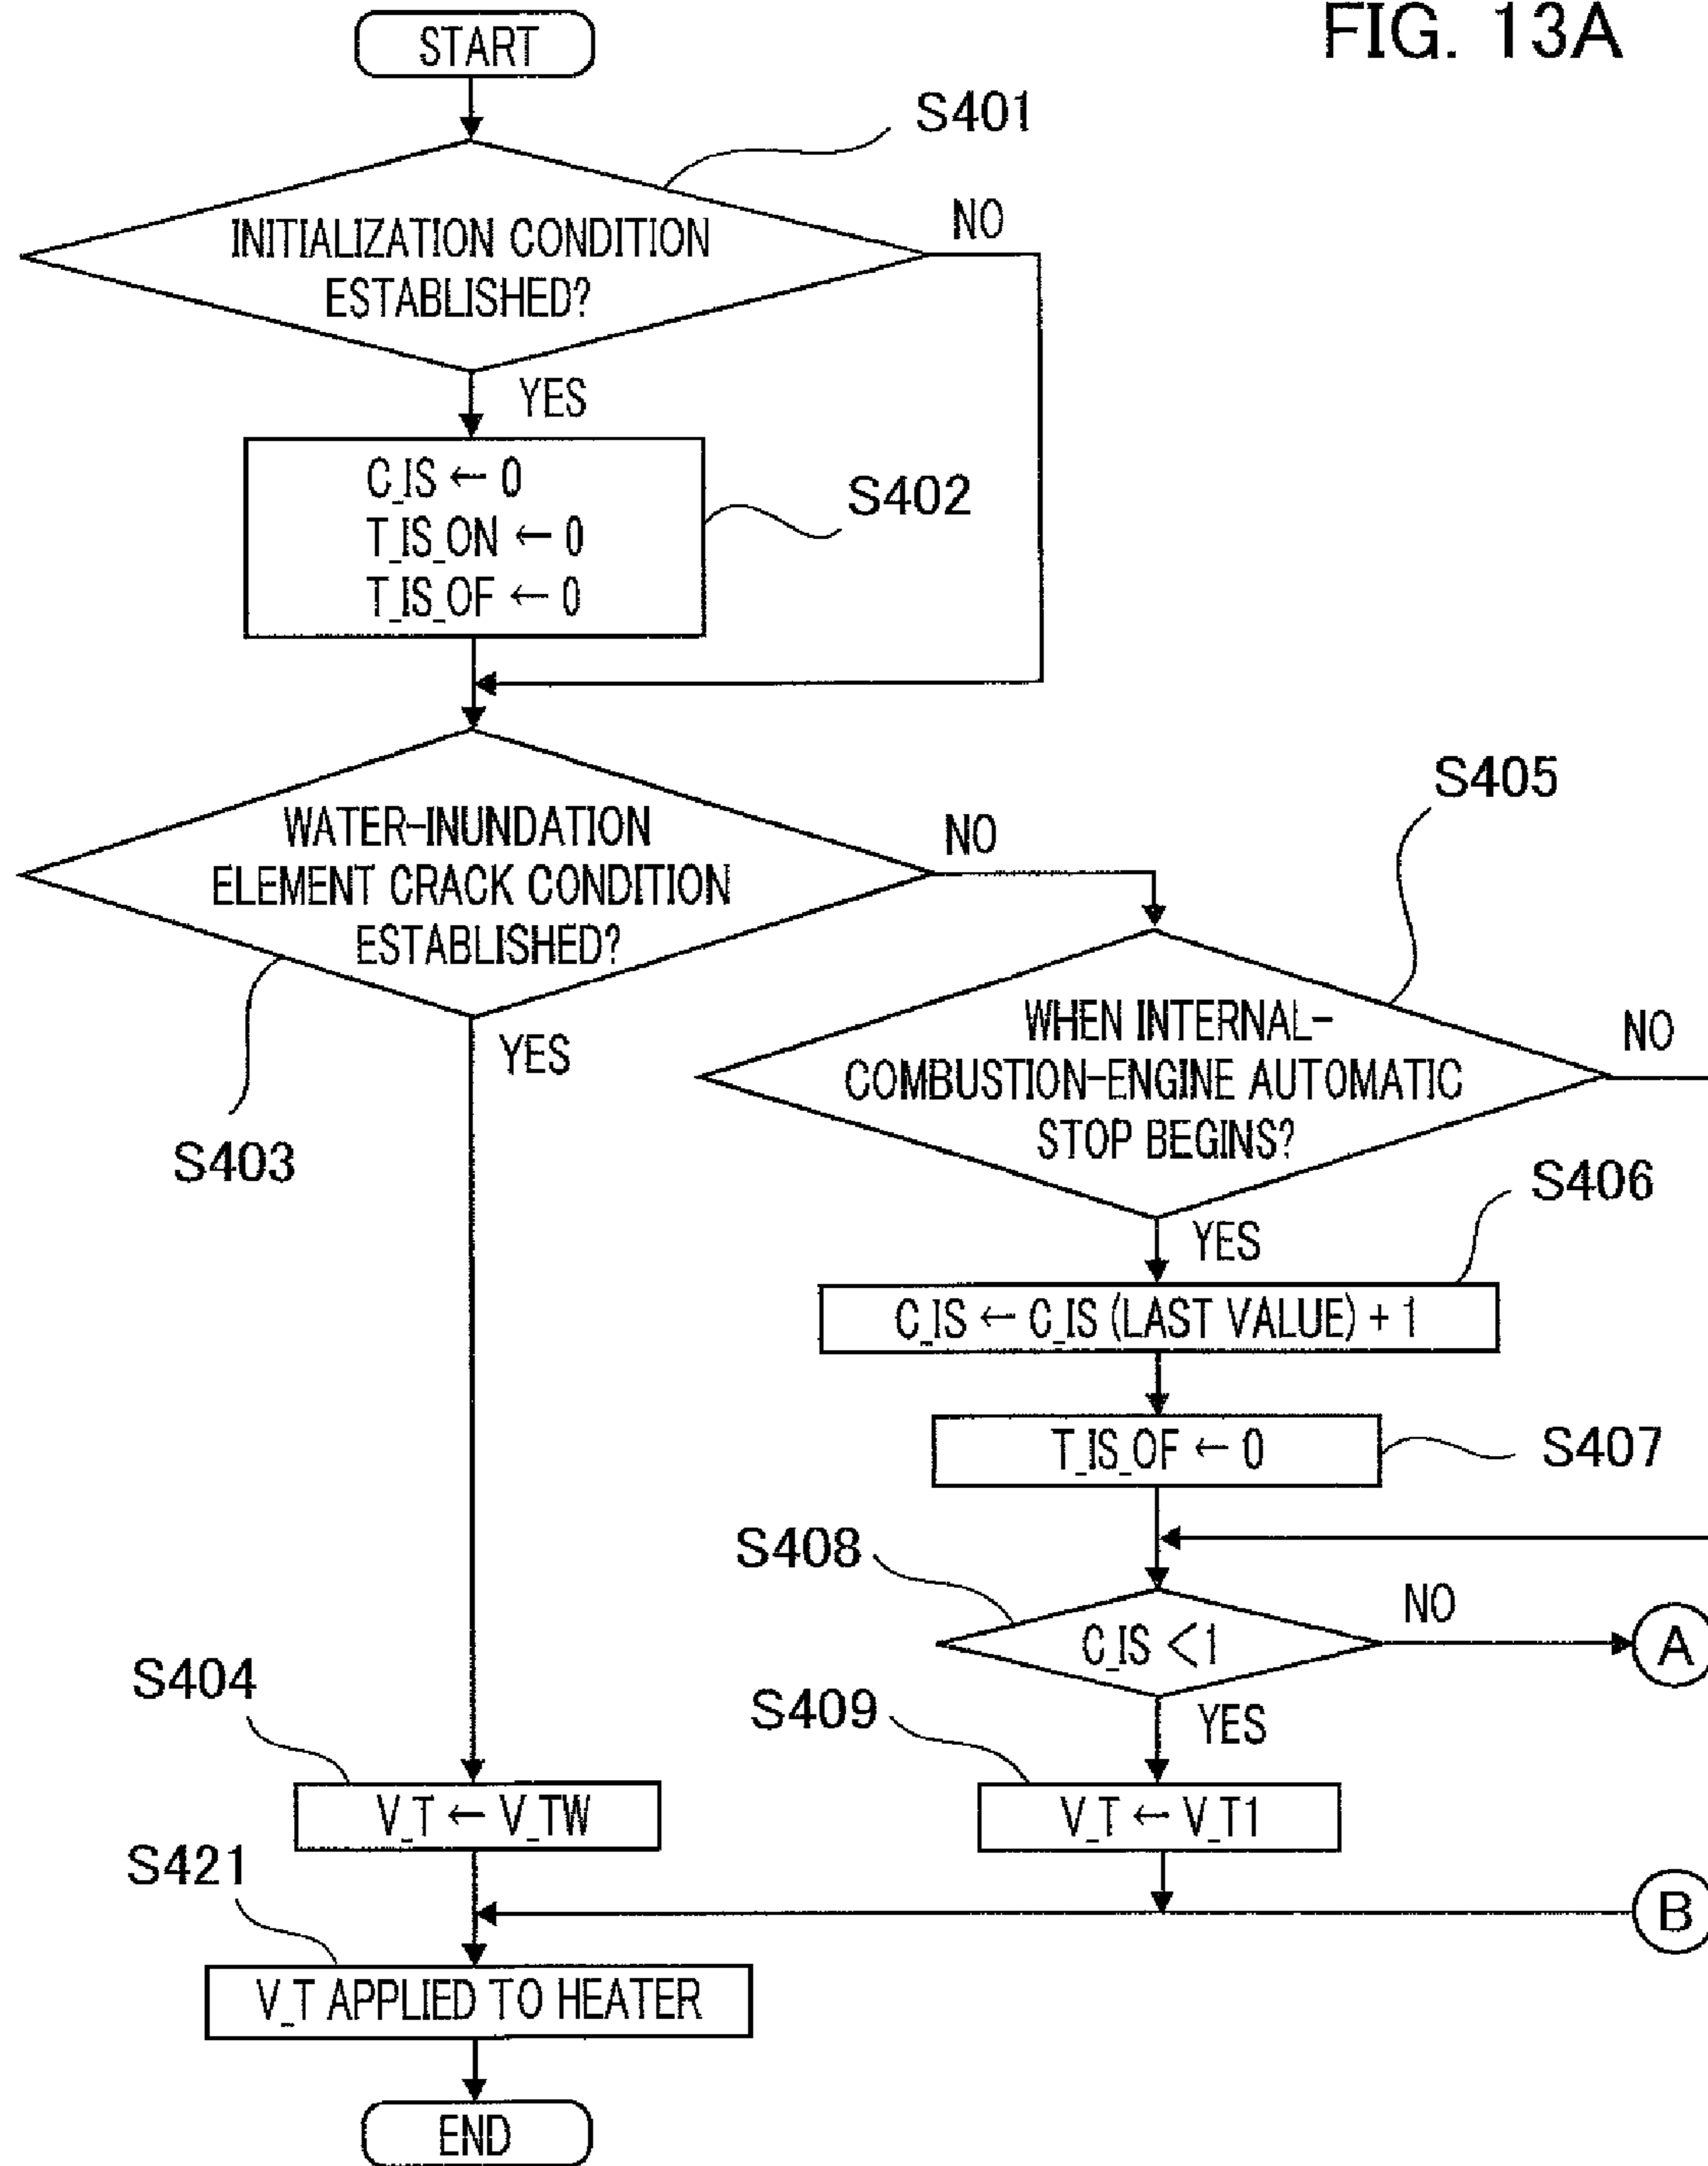 FIG. 13A
START
S401
INITIALIZATION CONDITION
ESTABLISHED?
NO
YES
C_IS ← 0
T_IS_ON ← 0
T_IS_OF ← 0
S402
WATER-INUNDATION
ELEMENT CRACK CONDITION
ESTABLISHED?
NO
YES
S403
S405
WHEN INTERNAL-
COMBUSTION-ENGINE AUTOMATIC
STOP BEGINS?
NO
YES
S406
C_IS ← C_IS (LAST VALUE) + 1
T_IS_OF ← 0
S407
S408
C_IS <1
NO
A
YES
S404
V_T ← V_TW
S409
V_T ← V_T1
B
S421
V_T APPLIED TO HEATER
END